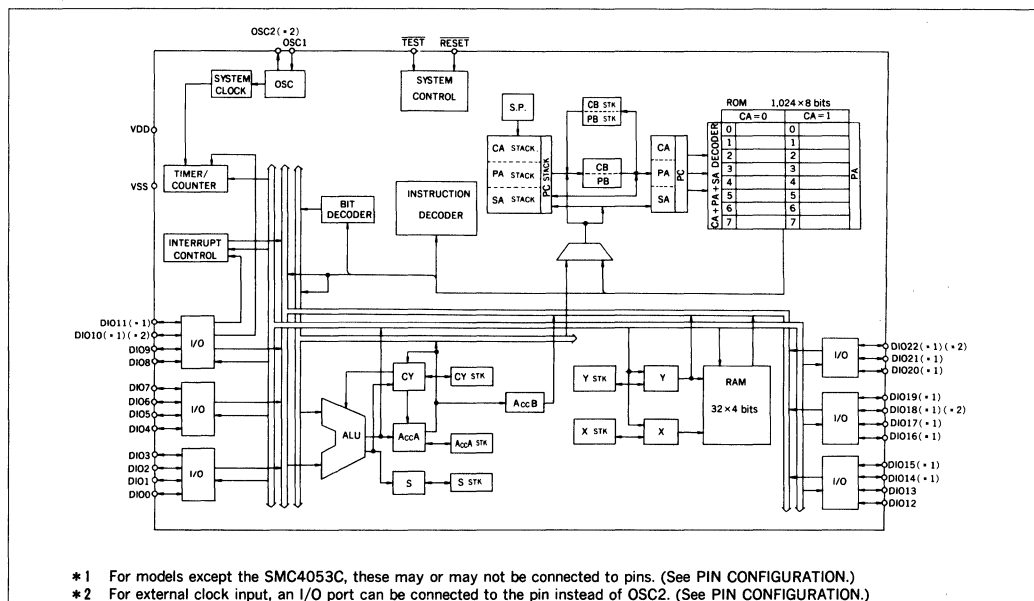 OSC2(*2)
OSC1
TEST
RESET
SYSTEM
CLOCK
OSC
SYSTEM
CONTROL
VDD
VSS
TIMER/
COUNTER
INTERRUPT
CONTROL
BIT
DECODER
INSTRUCTION
DECODER
S.P.
CA STACK
PA STACK
SA STACK
PC STACK
CB STK
PB STK
CB
PB
CA
PA
SA
PC
ROM 1,024×8 bits
CA=0 CA=1
CA+PA+SA DECODER
0 0
1 1
2 2
3 3
4 4
5 5
6 6
7 7
PA
DIO11(*1)
DIO10(*1)(*2)
DIO9
DIO8
I/O
DIO7
DIO6
DIO5
DIO4
I/O
DIO3
DIO2
DIO1
DIO0
I/O
ALU
CY
CY STK
AccA
AccA STK
S
S STK
AccB
Y STK
Y
X STK
X
RAM
32×4 bits
I/O
DIO22(*1)(*2)
DIO21(*1)
DIO20(*1)
I/O
DIO19(*1)
DIO18(*1)(*2)
DIO17(*1)
DIO16(*1)
I/O
DIO15(*1)
DIO14(*1)
DIO13
DIO12
*1 For models except the SMC4053C, these may or may not be connected to pins. (See PIN CONFIGURATION.)
*2 For external clock input, an I/O port can be connected to the pin instead of OSC2. (See PIN CONFIGURATION.)